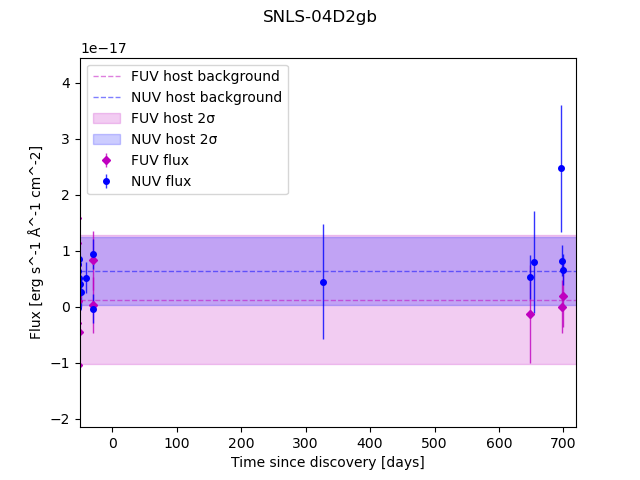 SNLS-04D2gb
1e−17
FUV host background
NUV host background
FUV host 2σ
NUV host 2σ
FUV flux
NUV flux
4
3
2
1
0
−1
−2
Flux [erg s^-1 Å^-1 cm^-2]
0 100 200 300 400 500 600 700
Time since discovery [days]